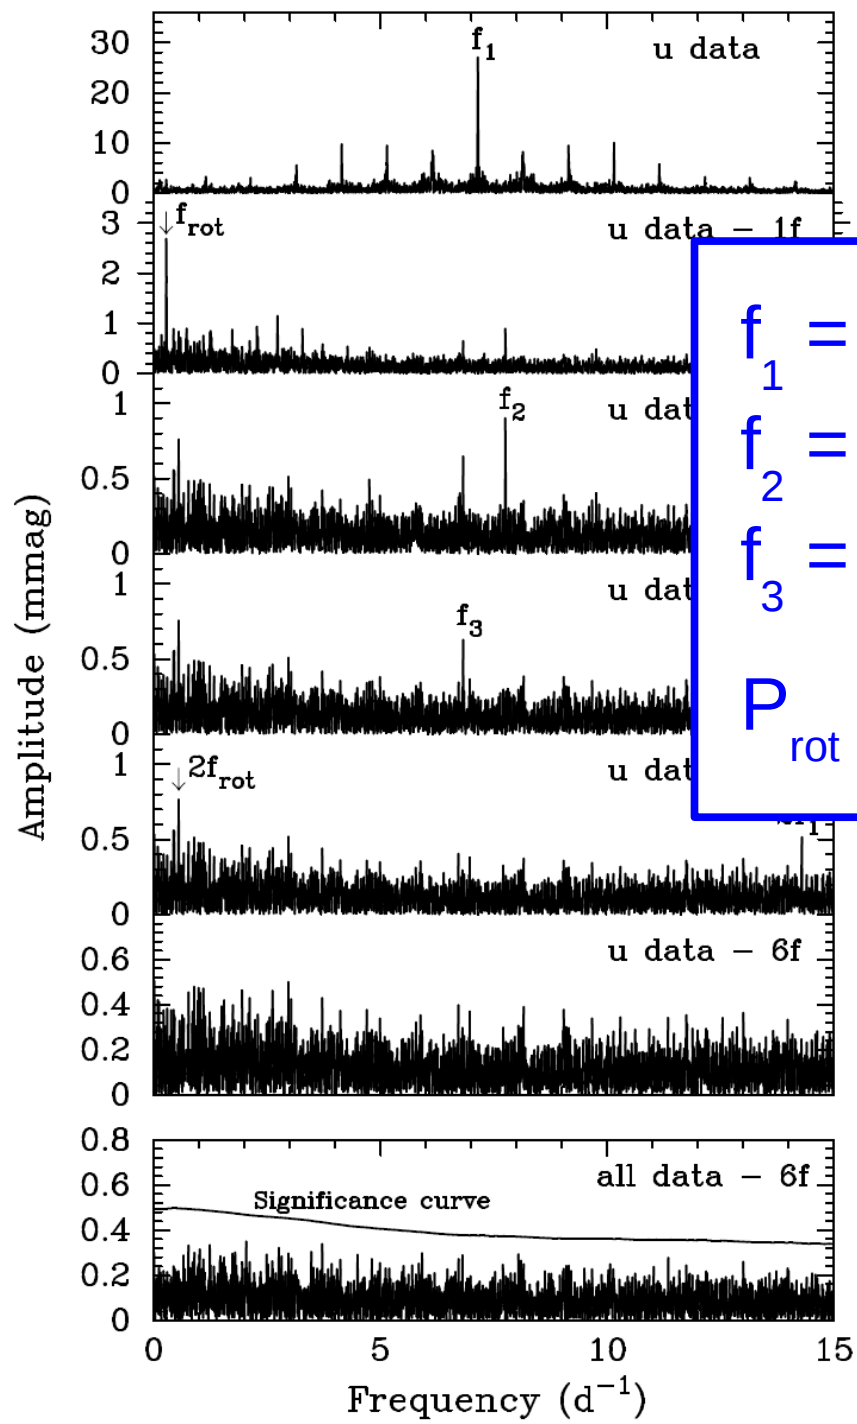 30
20
10
0
f1
u data
3
2
1
0
frot
u data - 1f
1
0.5
0
f2
u dat
1
0.5
0
f3
u dat
1
0.5
0
2frot
u dat
0.6
0.4
0.2
0
u data - 6f
0.8
0.6
0.4
0.2
0
all data - 6f
Significance curve
0 5 10 15
Frequency (d−1)
Amplitude (mmag)
f1 =
f2 =
f3 =
Prot